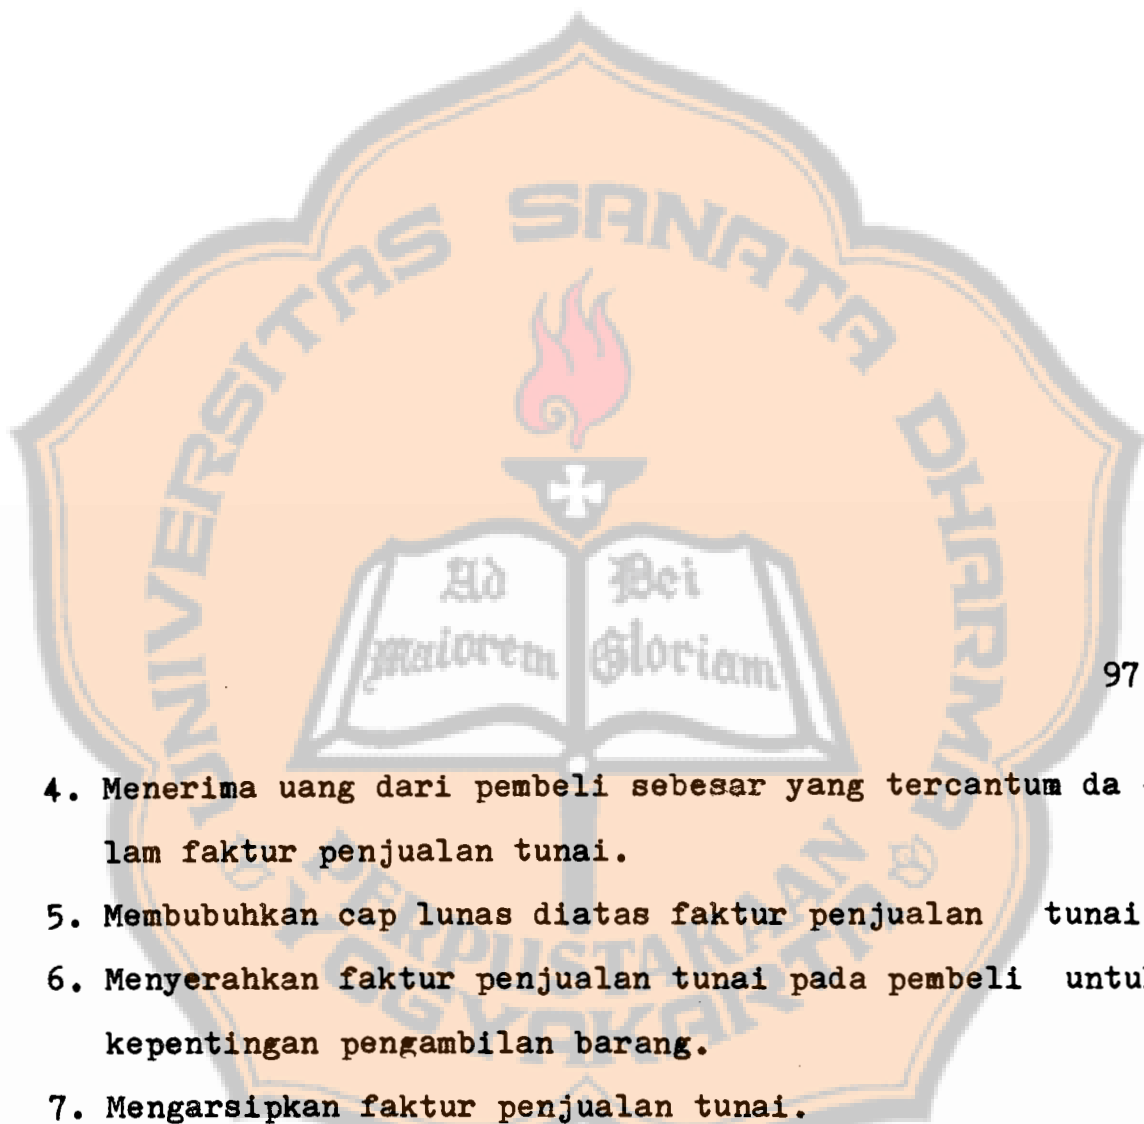 UNIVERSITAS SANATA DHARMA
Ad
Maiorem
Dei
Gloriam
PERPUSTAKAAN
YOGYAKARTA
97
4. Menerima uang dari pembeli sebesar yang tercantum da -
lam faktur penjualan tunai.
5. Membubuhkan cap lunas diatas faktur penjualan tunai
6. Menyerahkan faktur penjualan tunai pada pembeli
kepentingan pengambilan barang.
7. Mengarsipkan faktur penjualan tunai.